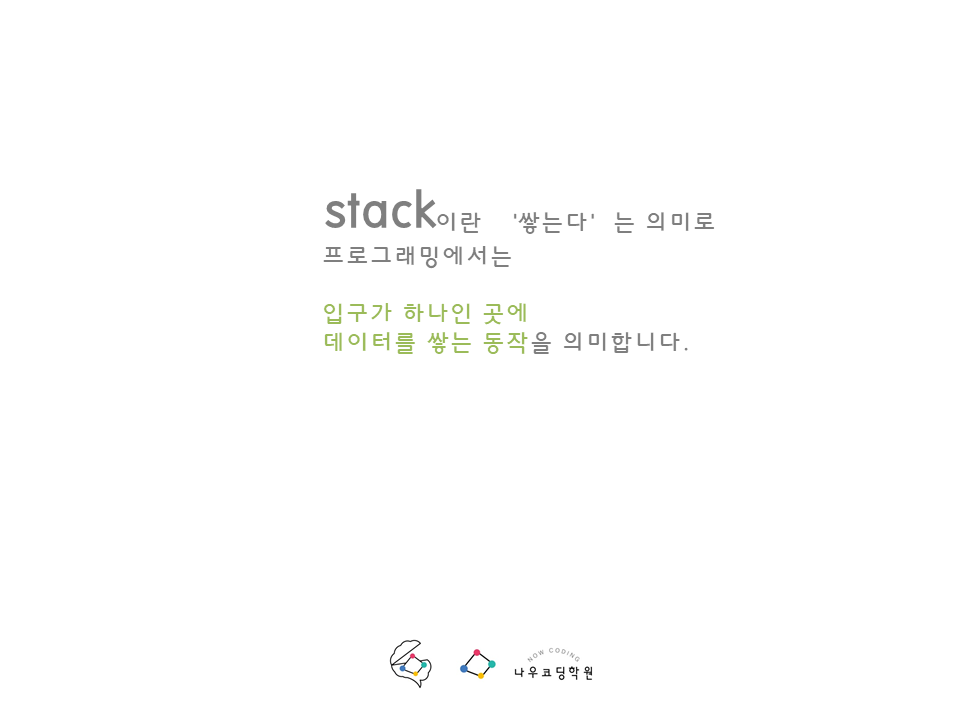 stack이란 '쌓는다' 는 의미로
프로그래밍에서는
입구가 하나인 곳에
데이터를 쌓는 동작을 의미합니다.
NOW CODING
나우코딩학원